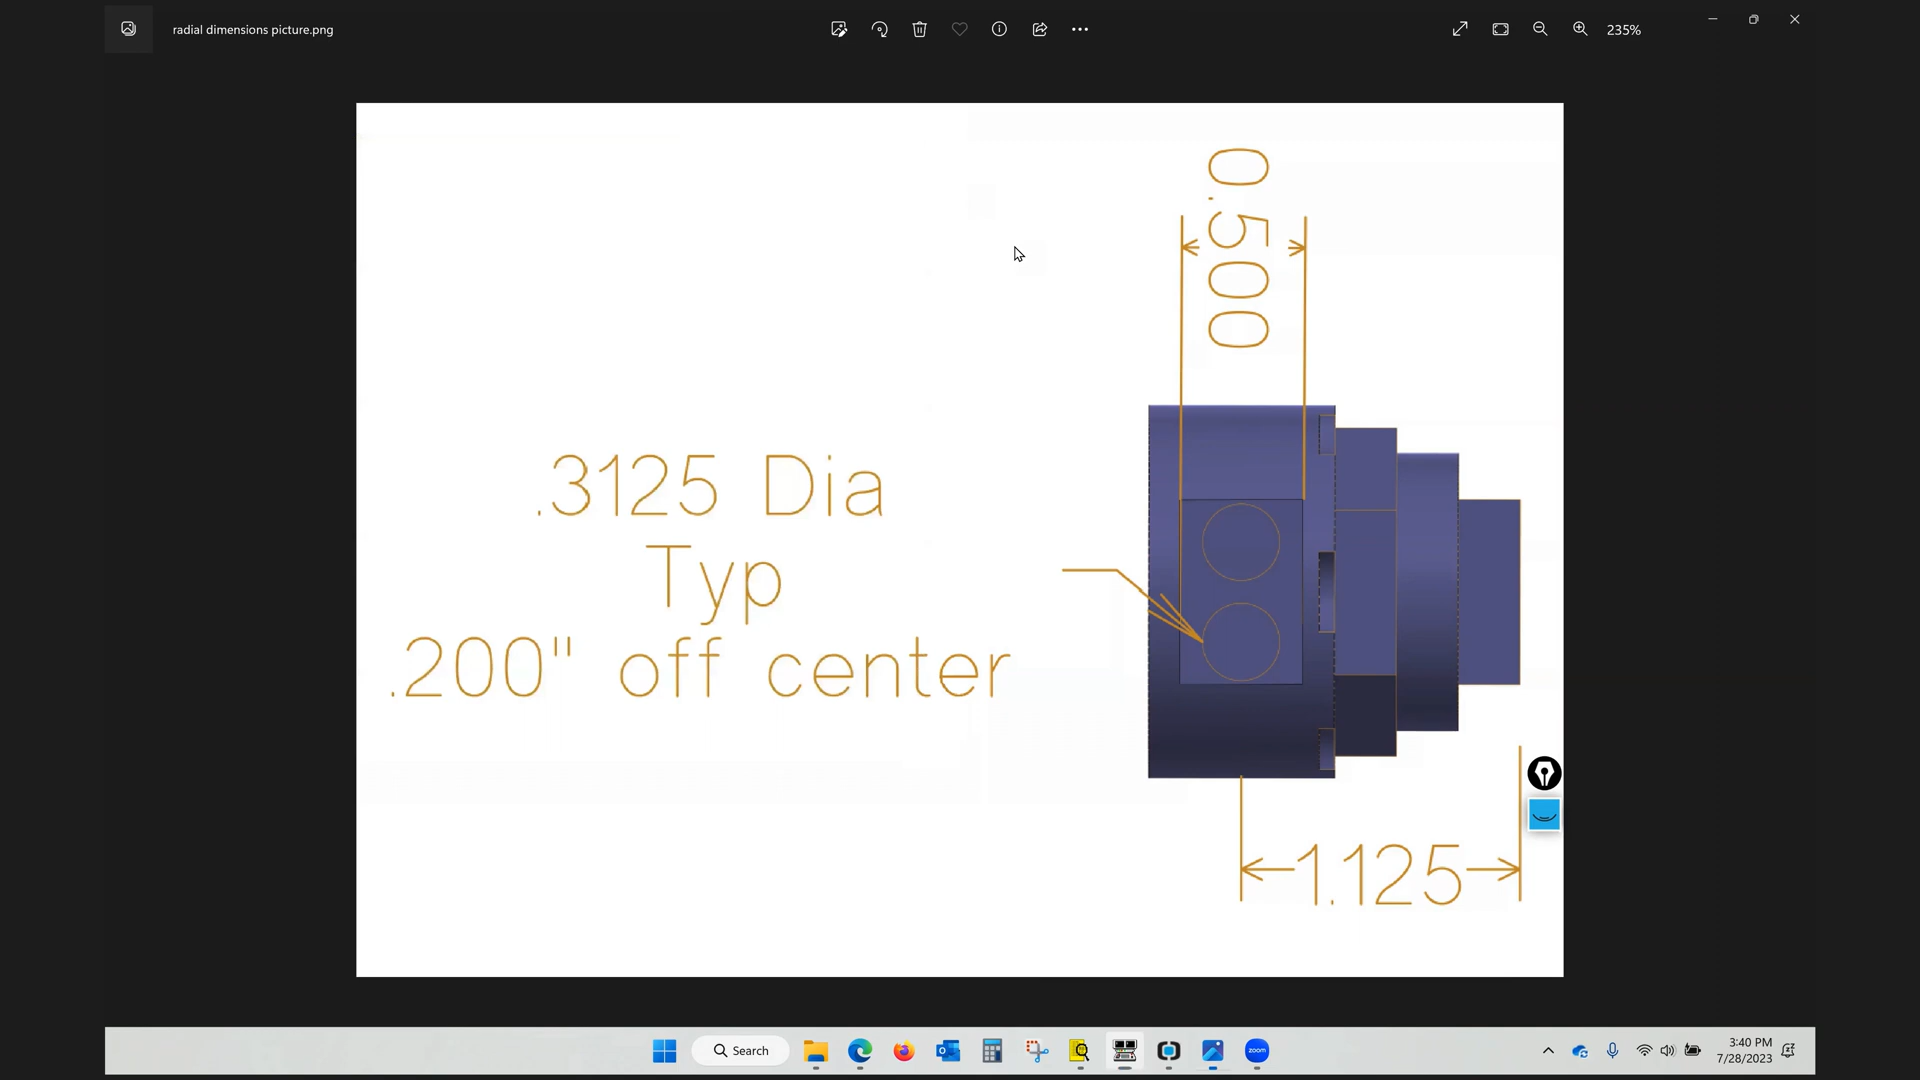 radial dimensions picture.png
235%
0.500
.3125 Dia
Typ
.200" off center
1.125
Search
zoom
3:40 PM
7/28/2023